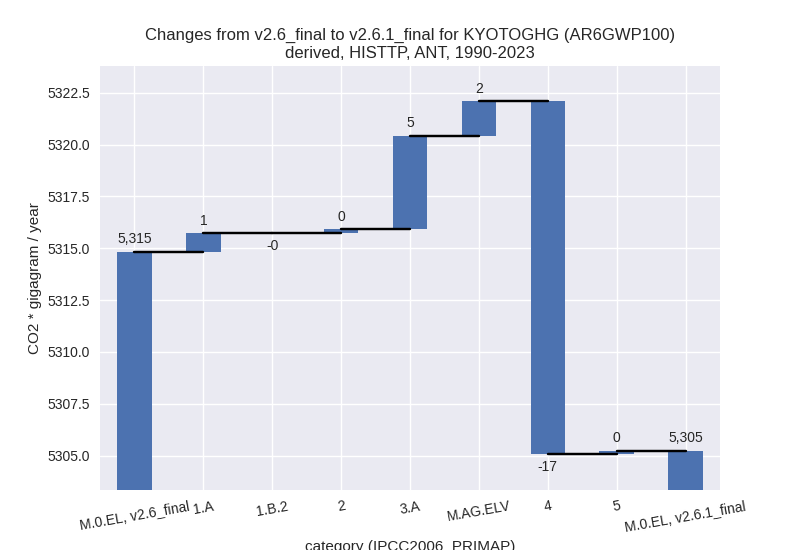 Changes from v2.6_final to v2.6.1_final for KYOTOGHG (AR6GWP100)
derived, HISTTP, ANT, 1990-2023
CO2 * gigagram / year
5322.5
5320.0
5317.5
5315.0
5312.5
5310.0
5307.5
5305.0
5,315
1
-0
0
5
2
-17
0
5,305
M.0.EL, v2.6_final
1.A
1.B.2
2
3.A
M.AG.ELV
4
5
M.0.EL, v2.6.1_final
category (IPCC2006_PRIMAP)